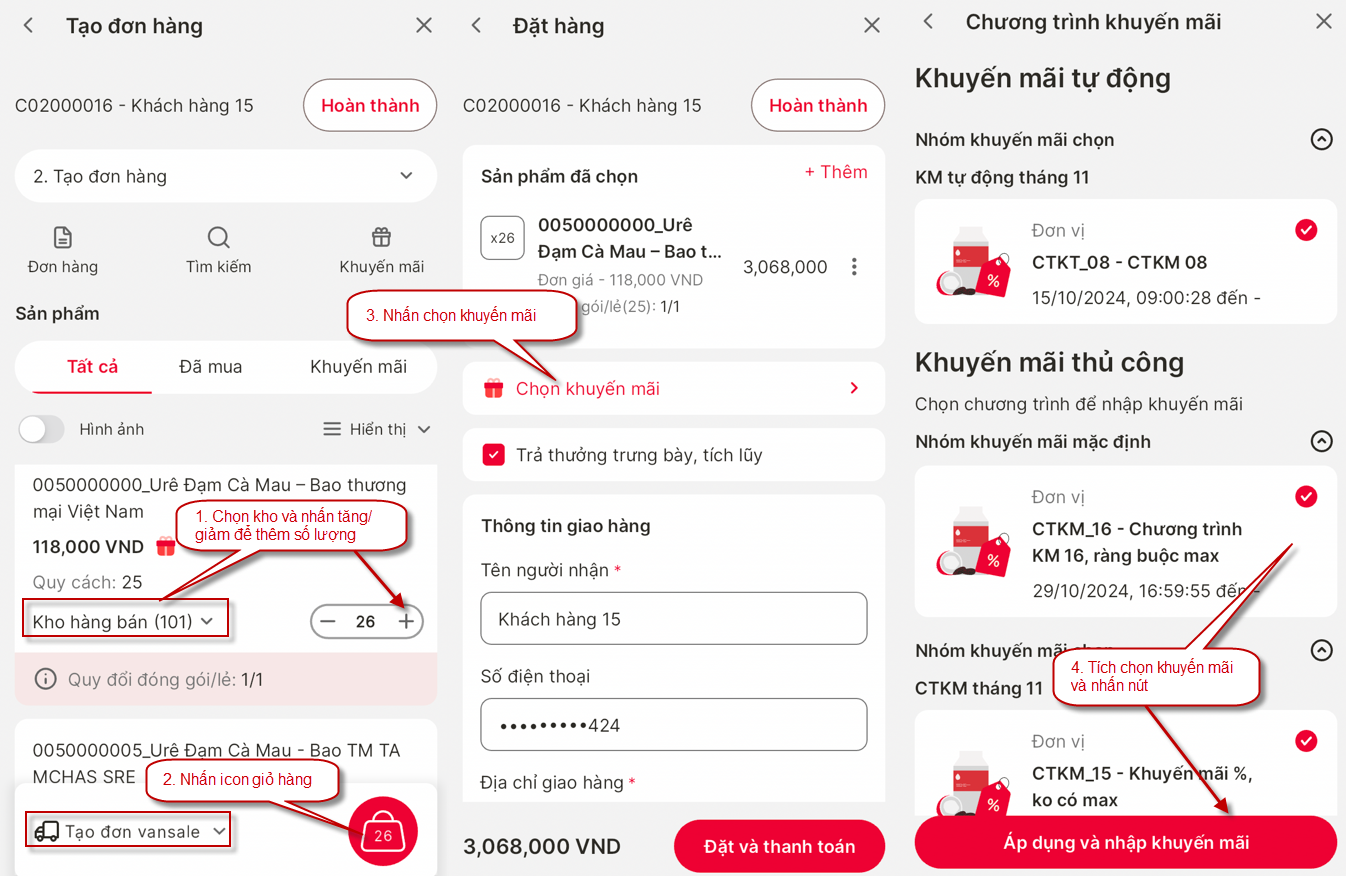 Tạo đơn hàng
C02000016 - Khách hàng 15
Hoàn thành
2. Tạo đơn hàng
Đơn hàng
Tìm kiếm
Khuyến mãi
Sản phẩm
Tất cả
Đã mua
Khuyến mãi
Hình ảnh
Hiển thị
0050000000_Urê Đạm Cà Mau – Bao thương
mại Việt Nam
1. Chọn kho và nhấn tăng/
giảm để thêm số lượng
118,000 VND
Quy cách: 25
Kho hàng bán (101)
26
Quy đổi đóng gói/lẻ: 1/1
0050000005_Urê Đạm Cà Mau - Bao TM TA
MCHAS SRE
2. Nhấn icon giỏ hàng
Tạo đơn vansale
26
Đặt hàng
C02000016 - Khách hàng 15
Hoàn thành
Sản phẩm đã chọn
+ Thêm
x26
0050000000_Urê
Đạm Cà Mau – Bao t...
3,068,000
Đơn giá - 118,000 VND
gói/lẻ(25): 1/1
3. Nhấn chọn khuyến mãi
Chọn khuyến mãi
Trả thưởng trưng bày, tích lũy
Thông tin giao hàng
Tên người nhận *
Khách hàng 15
Số điện thoại
•••••••••424
Địa chỉ giao hàng *
3,068,000 VND
Đặt và thanh toán
Chương trình khuyến mãi
Khuyến mãi tự động
Nhóm khuyến mãi chọn
KM tự động tháng 11
Đơn vị
CTKT_08 - CTKM 08
15/10/2024, 09:00:28 đến -
%
Khuyến mãi thủ công
Chọn chương trình để nhập khuyến mãi
Nhóm khuyến mãi mặc định
Đơn vị
CTKM_16 - Chương trình
KM 16, ràng buộc max
%
29/10/2024, 16:59:55 đến -
Nhóm khuyến mãi chọn
4. Tích chọn khuyến mãi
và nhấn nút
CTKM tháng 11
Đơn vị
CTKM_15 - Khuyến mãi %,
ko có max
%
Áp dụng và nhập khuyến mãi